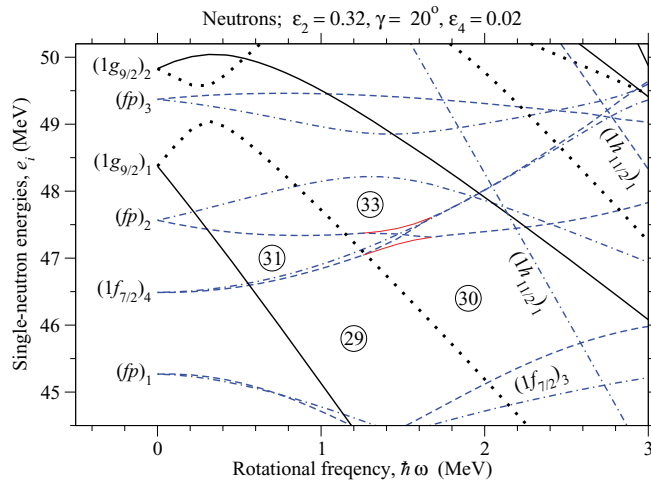 Neutrons; ε₂ = 0.32, γ = 20°, ε₄ = 0.02
Single-neutron energies, eᵢ (MeV)
50
49
48
47
46
45
(1g₉/₂)₂
(fp)₃
(1g₉/₂)₁
(fp)₂
(1f₇/₂)₄
(fp)₁
33
31
30
29
(1h₁₁/₂)₁
(1h₁₁/₂)₁
(1f₇/₂)₃
0 1 2 3
Rotational freqency, ħ ω (MeV)